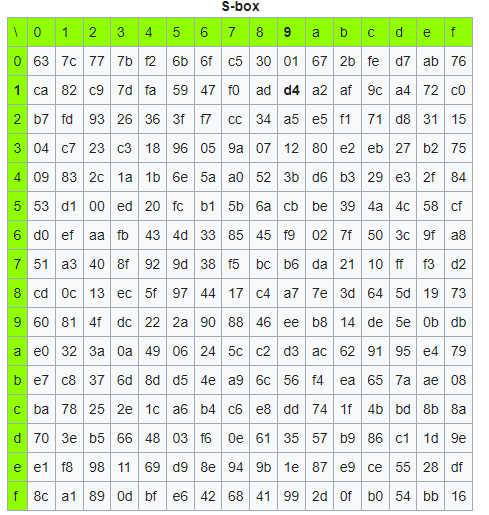 S-box
\ 0 1 2 3 4 5 6 7 8 9 a b c d e f
0 63 7c 77 7b f2 6b 6f c5 30 01 67 2b fe d7 ab 76
1 ca 82 c9 7d fa 59 47 f0 ad d4 a2 af 9c a4 72 c0
2 b7 fd 93 26 36 3f f7 cc 34 a5 e5 f1 71 d8 31 15
3 04 c7 23 c3 18 96 05 9a 07 12 80 e2 eb 27 b2 75
4 09 83 2c 1a 1b 6e 5a a0 52 3b d6 b3 29 e3 2f 84
5 53 d1 00 ed 20 fc b1 5b 6a cb be 39 4a 4c 58 cf
6 d0 ef aa fb 43 4d 33 85 45 f9 02 7f 50 3c 9f a8
7 51 a3 40 8f 92 9d 38 f5 bc b6 da 21 10 ff f3 d2
8 cd 0c 13 ec 5f 97 44 17 c4 a7 7e 3d 64 5d 19 73
9 60 81 4f dc 22 2a 90 88 46 ee b8 14 de 5e 0b db
a e0 32 3a 0a 49 06 24 5c c2 d3 ac 62 91 95 e4 79
b e7 c8 37 6d 8d d5 4e a9 6c 56 f4 ea 65 7a ae 08
c ba 78 25 2e 1c a6 b4 c6 e8 dd 74 1f 4b bd 8b 8a
d 70 3e b5 66 48 03 f6 0e 61 35 57 b9 86 c1 1d 9e
e e1 f8 98 11 69 d9 8e 94 9b 1e 87 e9 ce 55 28 df
f 8c a1 89 0d bf e6 42 68 41 99 2d 0f b0 54 bb 16